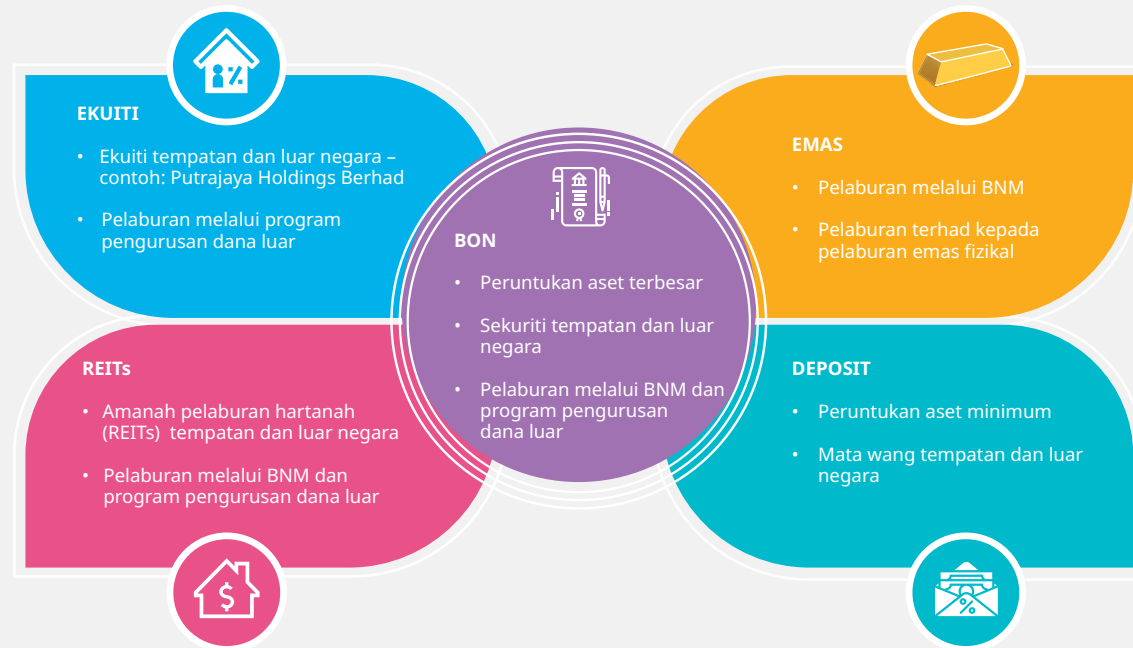 EKUITI
• Ekuiti tempatan dan luar negara –
contoh: Putrajaya Holdings Berhad
• Pelaburan melalui program
pengurusan dana luar
EMAS
• Pelaburan melalui BNM
• Pelaburan terhad kepada
pelaburan emas fizikal
BON
• Peruntukan aset terbesar
• Sekuriti tempatan dan luar
negara
• Pelaburan melalui BNM dan
program pengurusan
dana luar
REITs
• Amanah pelaburan hartanah
(REITs) tempatan dan luar negara
• Pelaburan melalui BNM dan
program pengurusan dana luar
DEPOSIT
• Peruntukan aset minimum
• Mata wang tempatan dan luar
negara